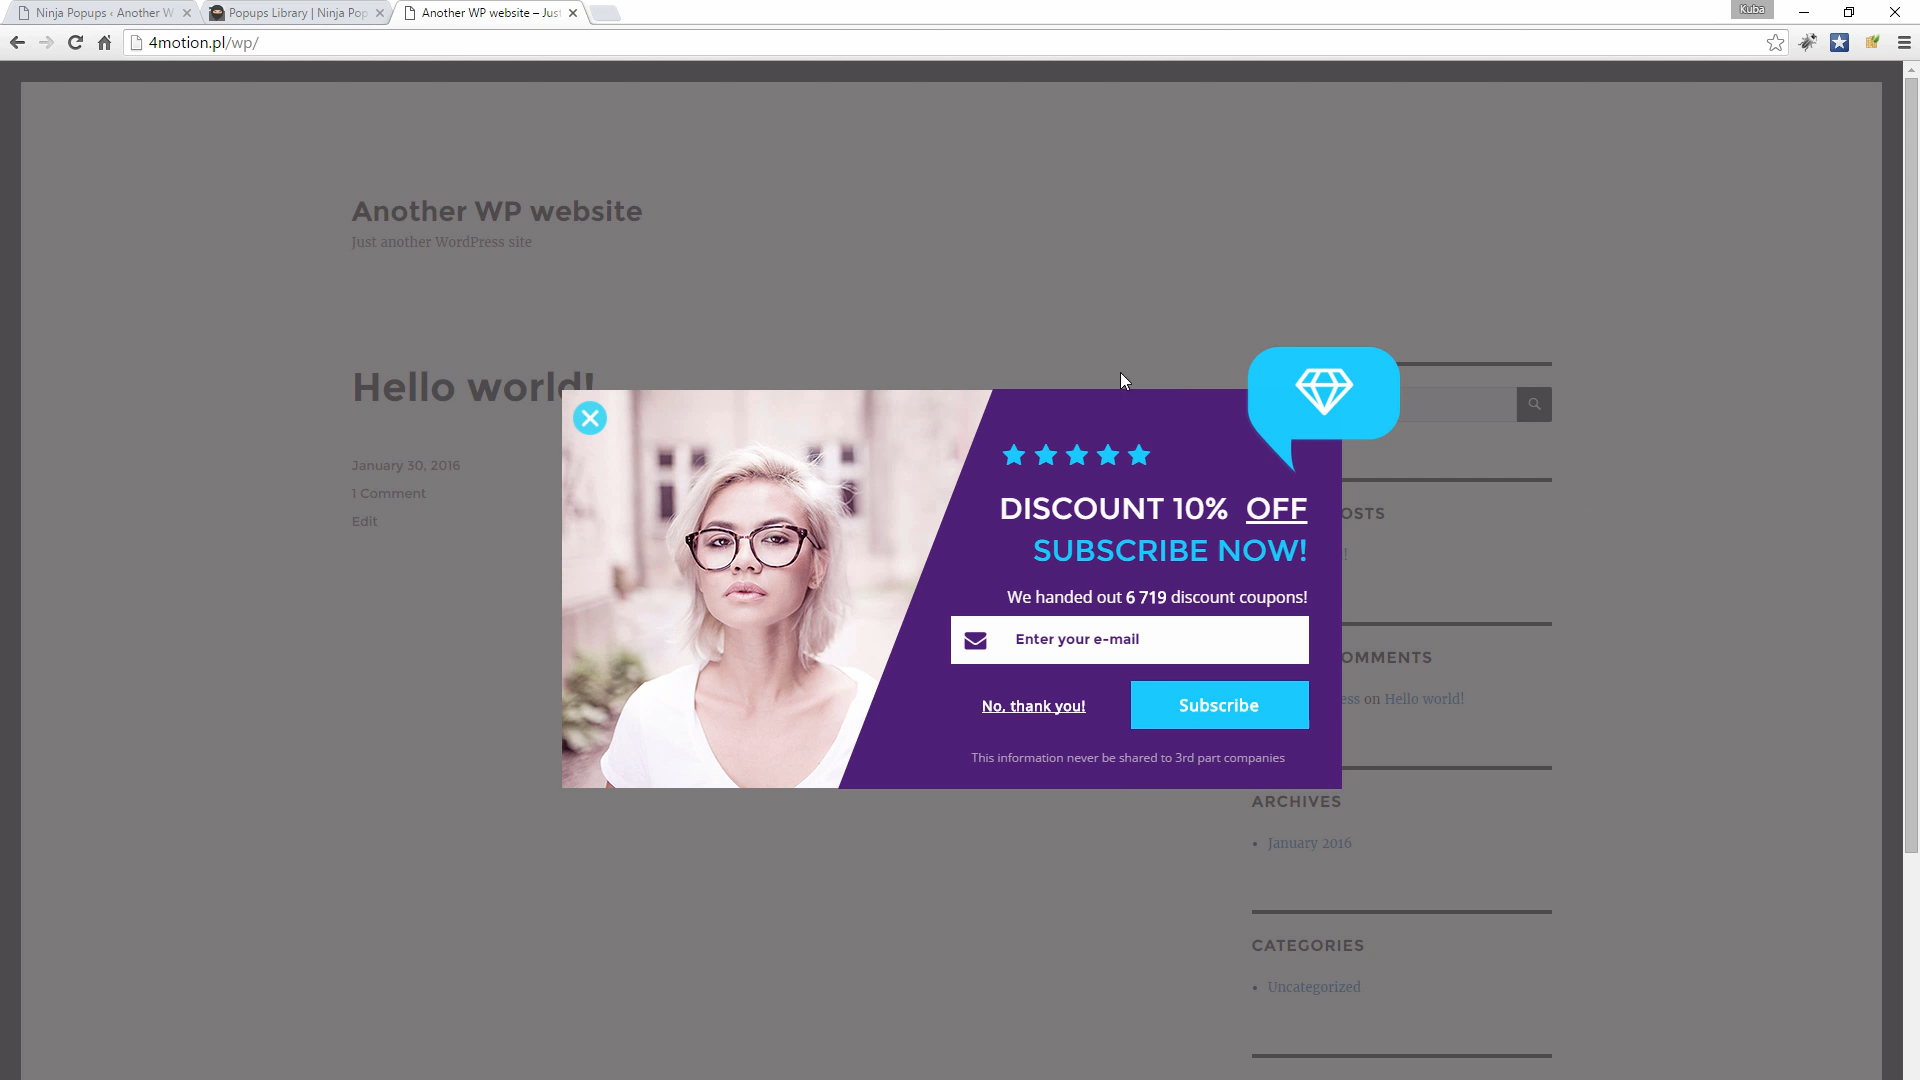 Ninja Popups ‹ Another W
Popups Library | Ninja Pop
Another WP website – Jus
Kuba
4motion.pl/wp/
Another WP website
Just another WordPress site
Hello world!
January 30, 2016
1 Comment
Edit
DISCOUNT 10% OFF
SUBSCRIBE NOW!
We handed out 6 719 discount coupons!
Enter your e-mail
No, thank you!
Subscribe
This information never be shared to 3rd part companies
OSTS
!
OMMENTS
ess on Hello world!
ARCHIVES
January 2016
CATEGORIES
Uncategorized